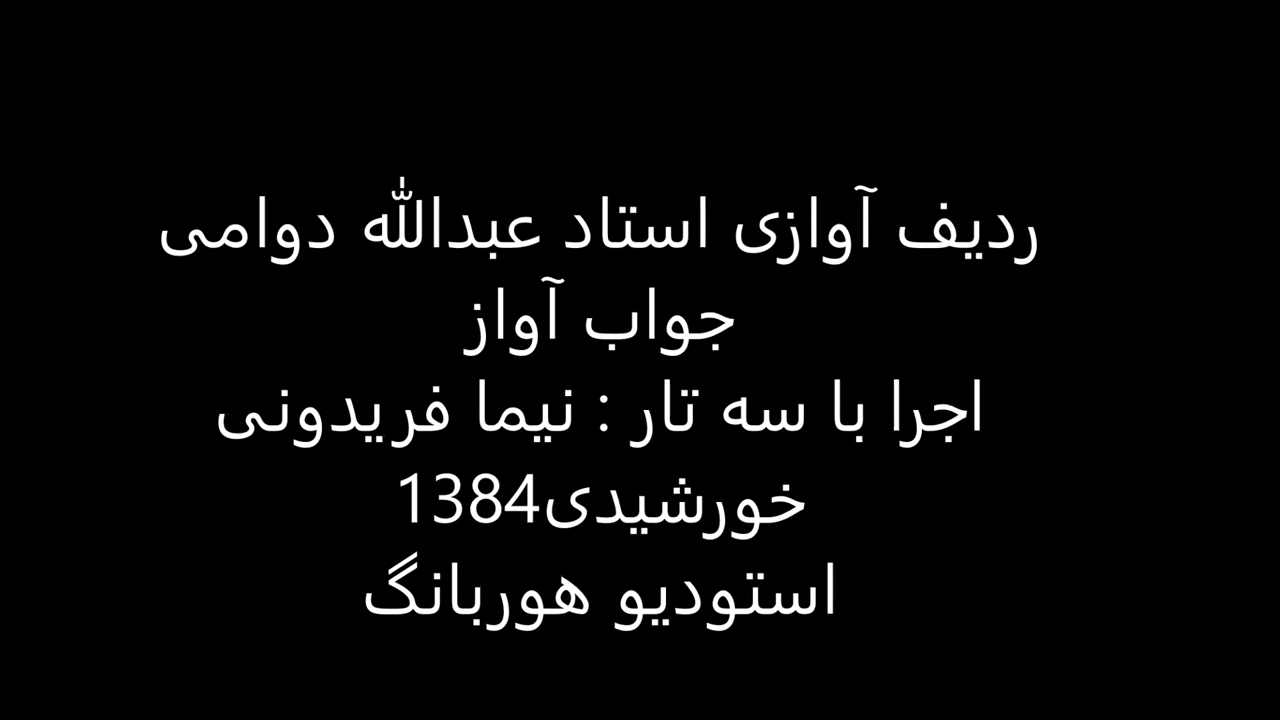 ردیف آوازی استاد عبدالله دوامی
جواب آواز
اجرا با سه تار : نیما فریدونی
خورشیدی1384
استودیو هوربانگ